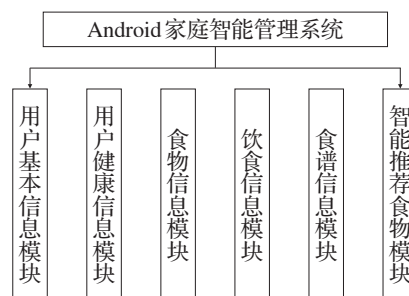 Android家庭智能管理系统
用户基本信息模块
用户健康信息模块
食物信息模块
饮食信息模块
食谱信息模块
智能推荐食物模块